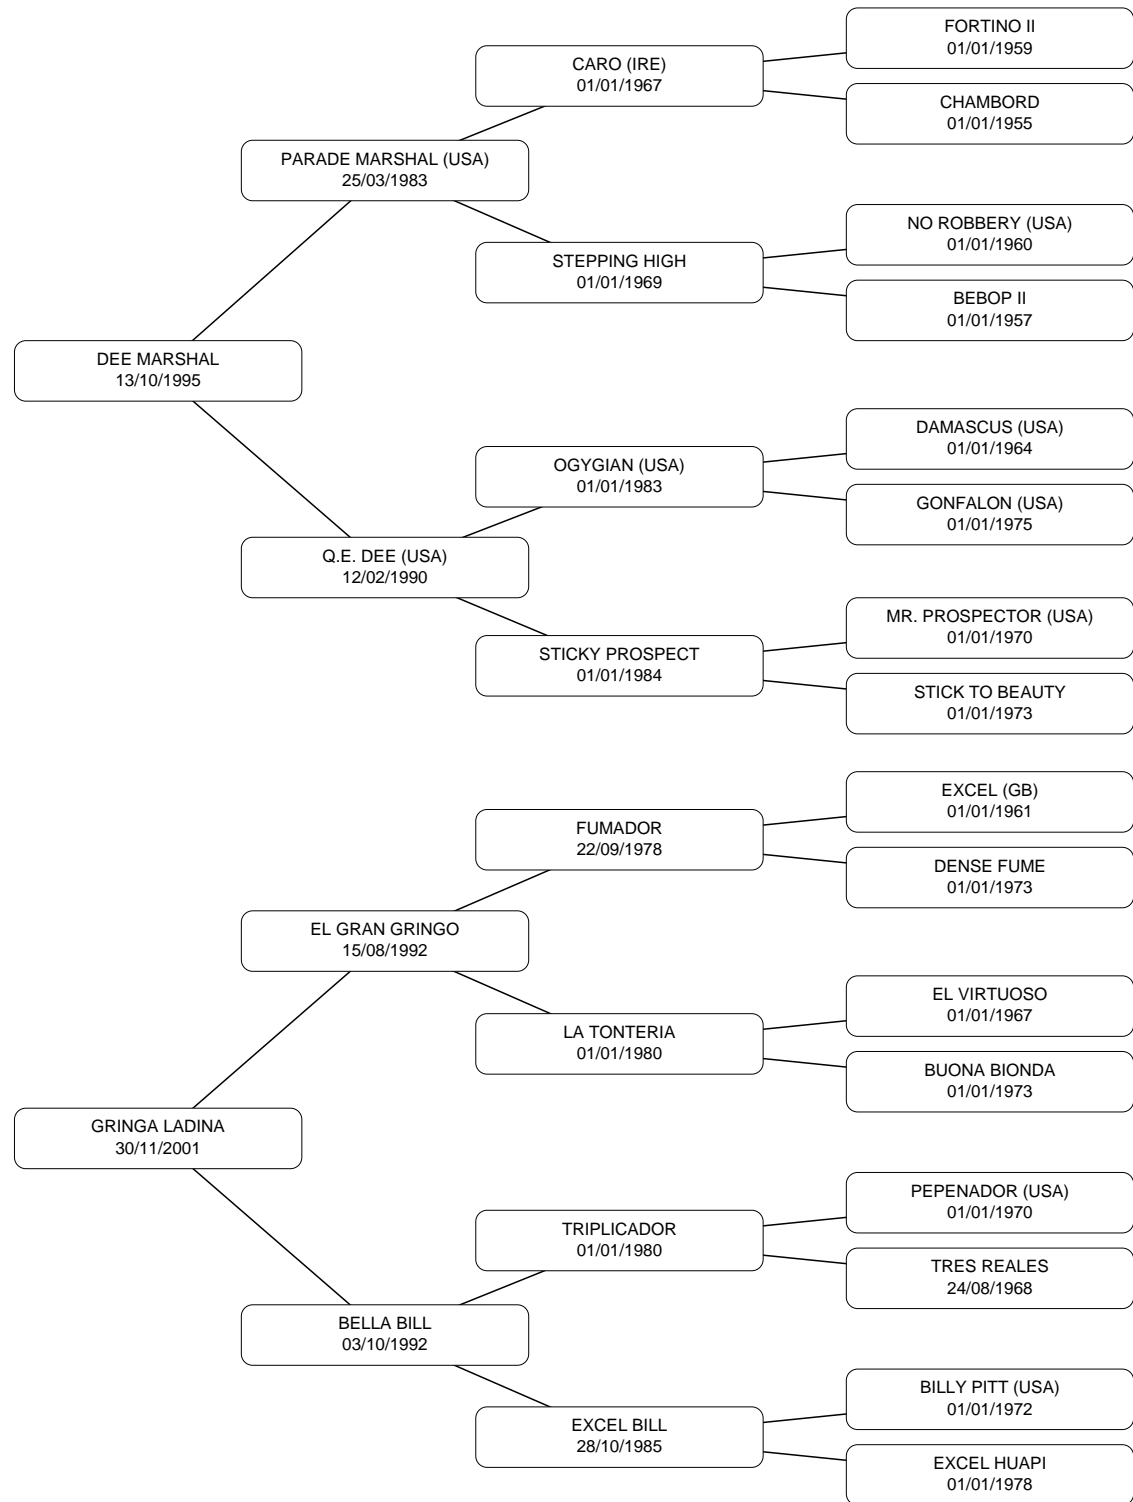 FORTINO II
01/01/1959
CARO (IRE)
01/01/1967
CHAMBORD
01/01/1955
PARADE MARSHAL (USA)
25/03/1983
NO ROBBERY (USA)
01/01/1960
STEPPING HIGH
01/01/1969
BEBOP II
01/01/1957
DEE MARSHAL
13/10/1995
DAMASCUS (USA)
01/01/1964
OGYGIAN (USA)
01/01/1983
GONFALON (USA)
01/01/1975
Q.E. DEE (USA)
12/02/1990
MR. PROSPECTOR (USA)
01/01/1970
STICKY PROSPECT
01/01/1984
STICK TO BEAUTY
01/01/1973
EXCEL (GB)
01/01/1961
FUMADOR
22/09/1978
DENSE FUME
01/01/1973
EL GRAN GRINGO
15/08/1992
EL VIRTUOSO
01/01/1967
LA TONTERIA
01/01/1980
BUONA BIONDA
01/01/1973
GRINGA LADINA
30/11/2001
PEPENADOR (USA)
01/01/1970
TRIPLICADOR
01/01/1980
TRES REALES
24/08/1968
BELLA BILL
03/10/1992
BILLY PITT (USA)
01/01/1972
EXCEL BILL
28/10/1985
EXCEL HUAPI
01/01/1978